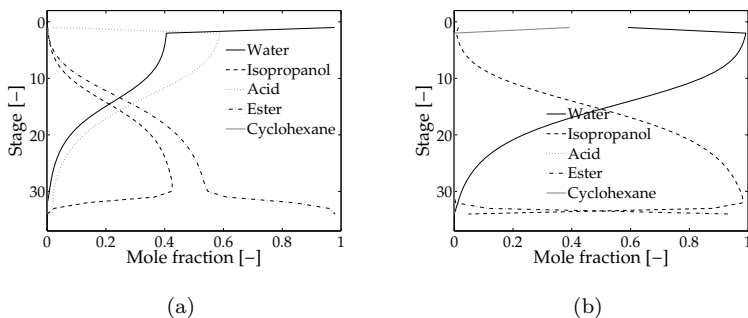 0
10
20
30
Stage [−]
Water
Isopropanol
Acid
Ester
Cyclohexane
0 0.2 0.4 0.6 0.8 1
Mole fraction [−]
(a)
0
10
20
30
Stage [−]
Water
Isopropanol
Acid
Ester
Cyclohexane
0 0.2 0.4 0.6 0.8 1
Mole fraction [−]
(b)